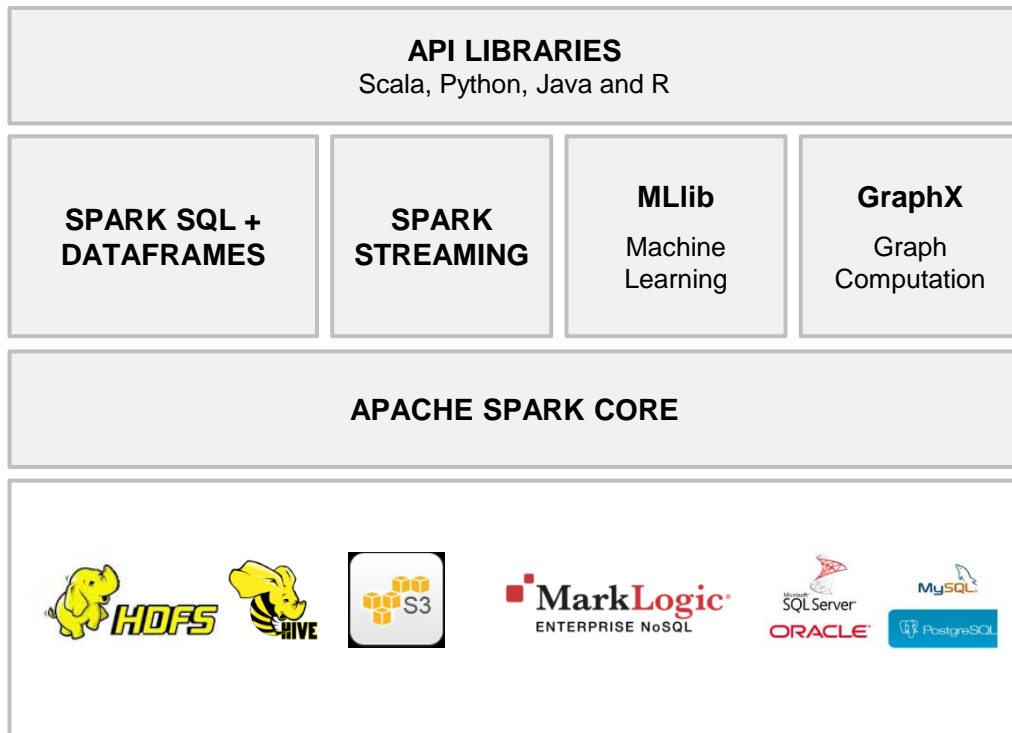 API LIBRARIES
Scala, Python, Java and R
SPARK SQL +
DATAFRAMES
SPARK
STREAMING
MLlib
Machine
Learning
GraphX
Graph
Computation
APACHE SPARK CORE
HDFS
HIVE
S3
MarkLogic
ENTERPRISE NoSQL
Microsoft
SQL Server
ORACLE
MySQL
PostgreSQL